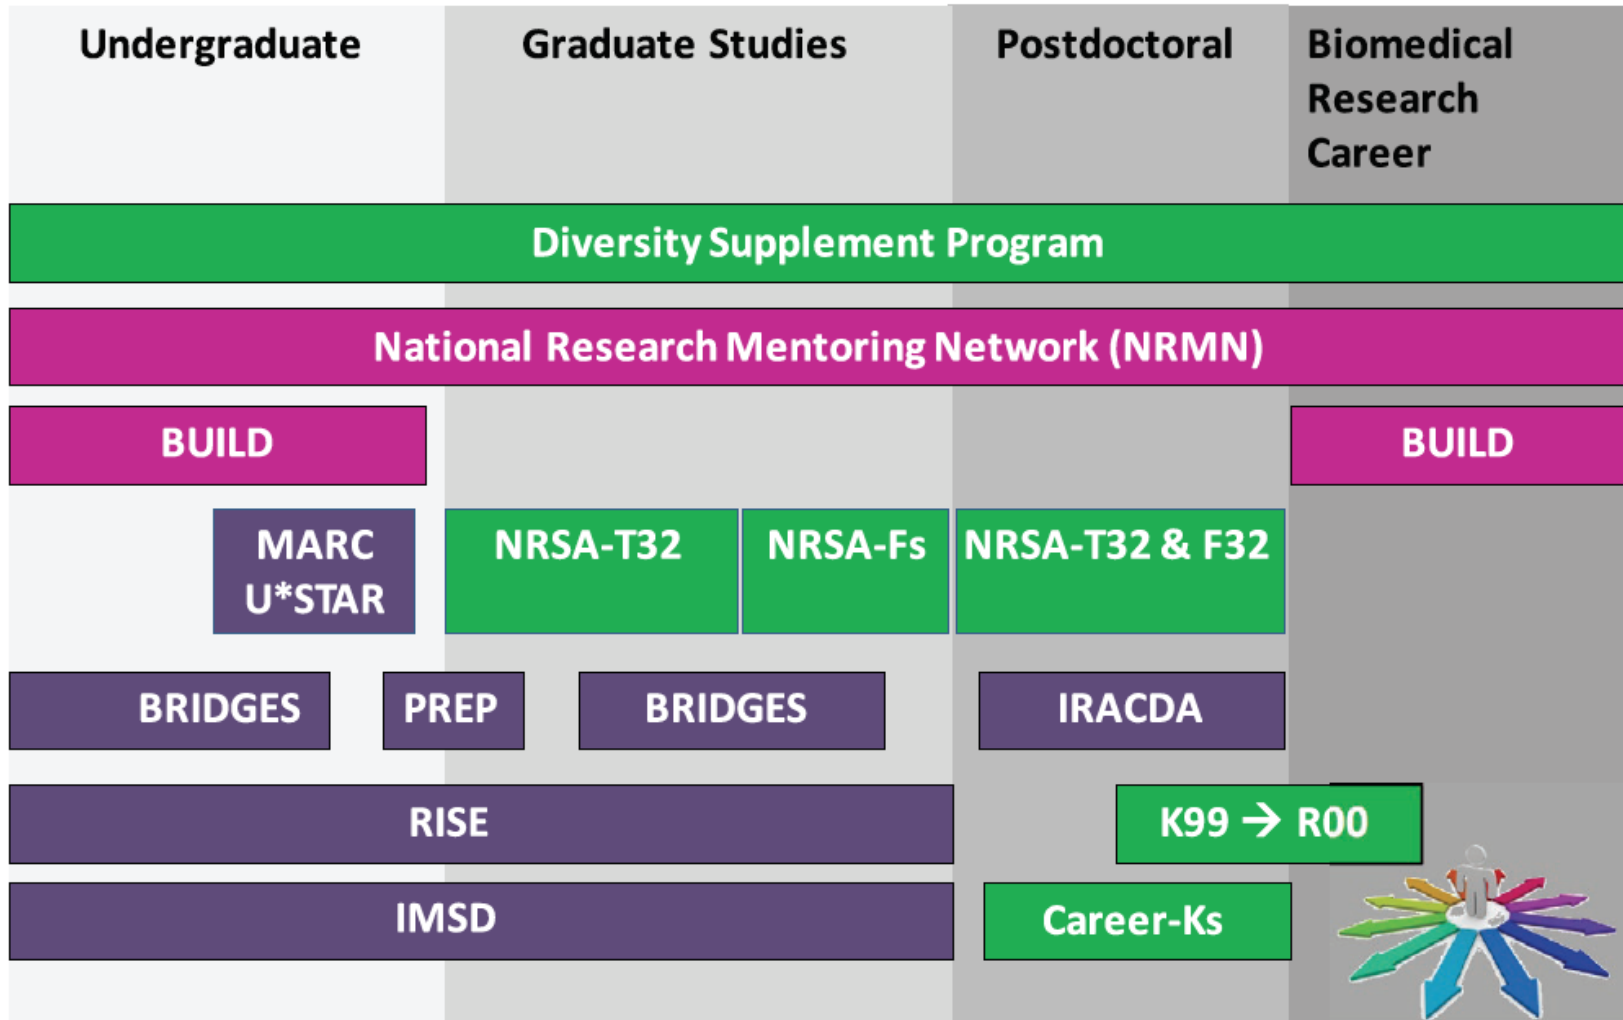 Undergraduate
Graduate Studies
Postdoctoral
Biomedical
Research
Career
Diversity Supplement Program
National Research Mentoring Network (NRMN)
BUILD
BUILD
MARC
U*STAR
NRSA-T32
NRSA-Fs
NRSA-T32 & F32
BRIDGES
PREP
BRIDGES
IRACDA
RISE
K99 → R00
IMSD
Career-Ks